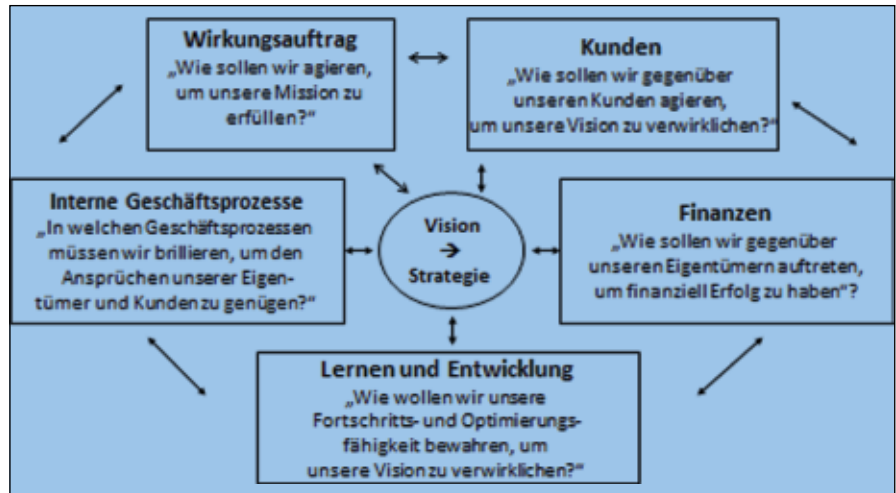 Wirkungsauftrag
„Wie sollen wir agieren,
um unsere Mission zu
erfüllen?“
Kunden
„Wie sollen wir gegenüber
unseren Kunden agieren,
um unsere Vision zu verwirklichen?“
Interne Geschäftsprozesse
„In welchen Geschäftsprozessen
müssen wir brillieren, um den
Ansprüchen unserer Eigen-
tümer und Kunden zu genügen?“
Vision
→
Strategie
Finanzen
„Wie sollen wir gegenüber
unseren Eigentümern auftreten,
um finanziell Erfolg zu haben“?
Lernen und Entwicklung
„Wie wollen wir unsere
Fortschritts- und Optimierungs-
fähigkeit bewahren, um
unsere Vision zu verwirklichen?“